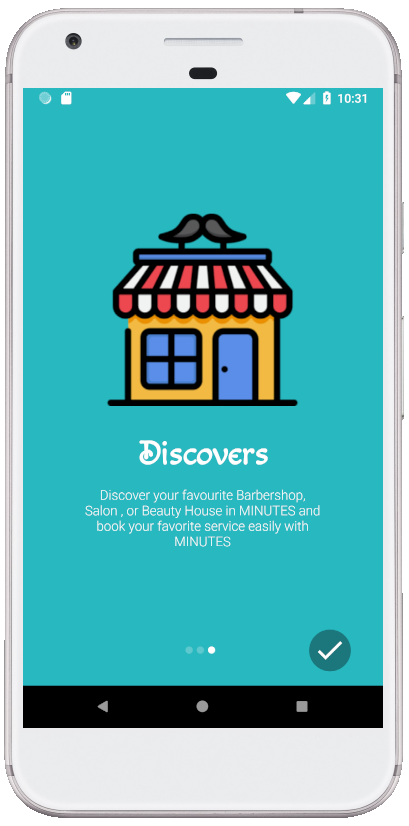 10:31
Discovers
Discover your favourite Barbershop,
Salon , or Beauty House in MINUTES and
book your favorite service easily with
MINUTES